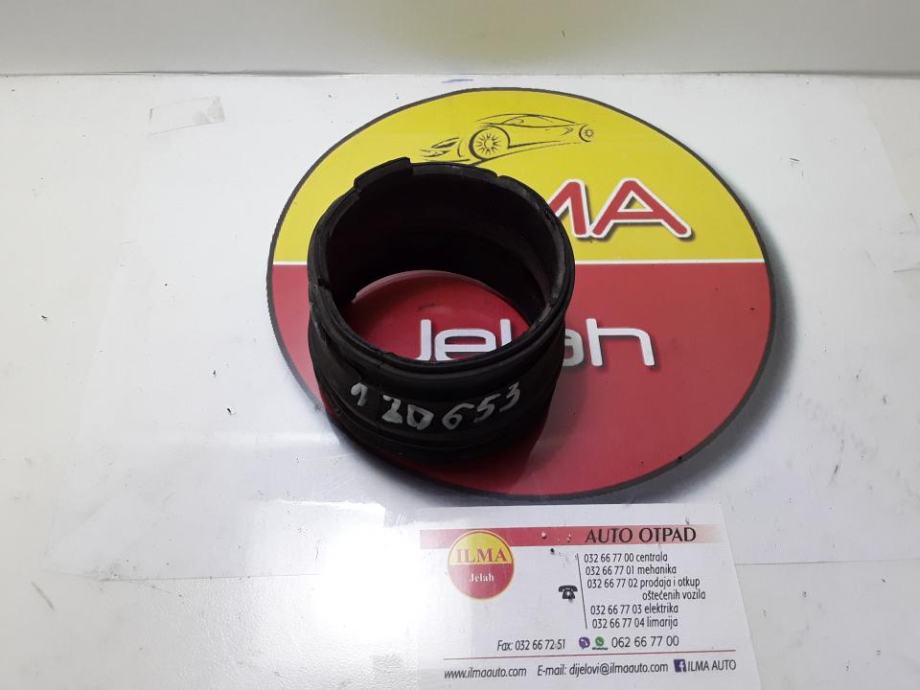 MA
Jelah
120653
AUTO OTPAD
ILMA
Jelah
032 66 77 00 centrala
032 66 77 01 mehanika
032 66 77 02 prodaja i otkup
oštećenih vozila
032 66 77 03 elektrika
032 66 77 04 limarija
Fax: 032 66 72-51 062 66 77 00
www.ilmaauto.com E-mail: dijelovi@ilmaauto.com ILMA AUTO